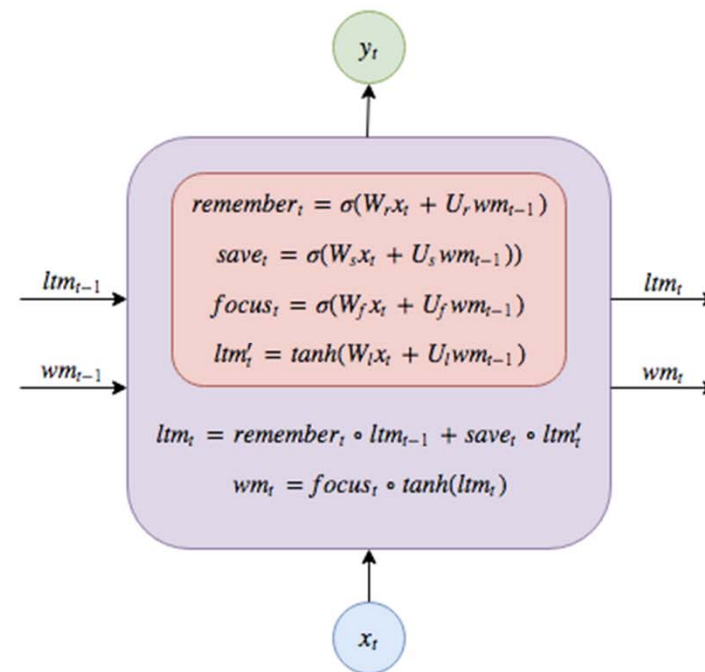 yₜ
rememberₜ = σ(Wᵣxₜ + Uᵣwmₜ₋₁)
saveₜ = σ(Wₛxₜ + Uₛwmₜ₋₁))
ltmₜ₋₁
ltmₜ
focusₜ = σ(W_f xₜ + U_f wmₜ₋₁)
ltm′ₜ = tanh(Wₗxₜ + Uₗwmₜ₋₁)
wmₜ₋₁
wmₜ
ltmₜ = rememberₜ ∘ ltmₜ₋₁ + saveₜ ∘ ltm′ₜ
wmₜ = focusₜ ∘ tanh(ltmₜ)
xₜ